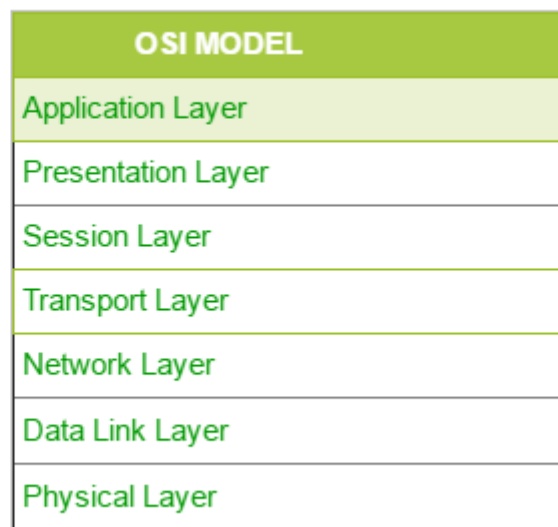 OSI MODEL
Application Layer
Presentation Layer
Session Layer
Transport Layer
Network Layer
Data Link Layer
Physical Layer